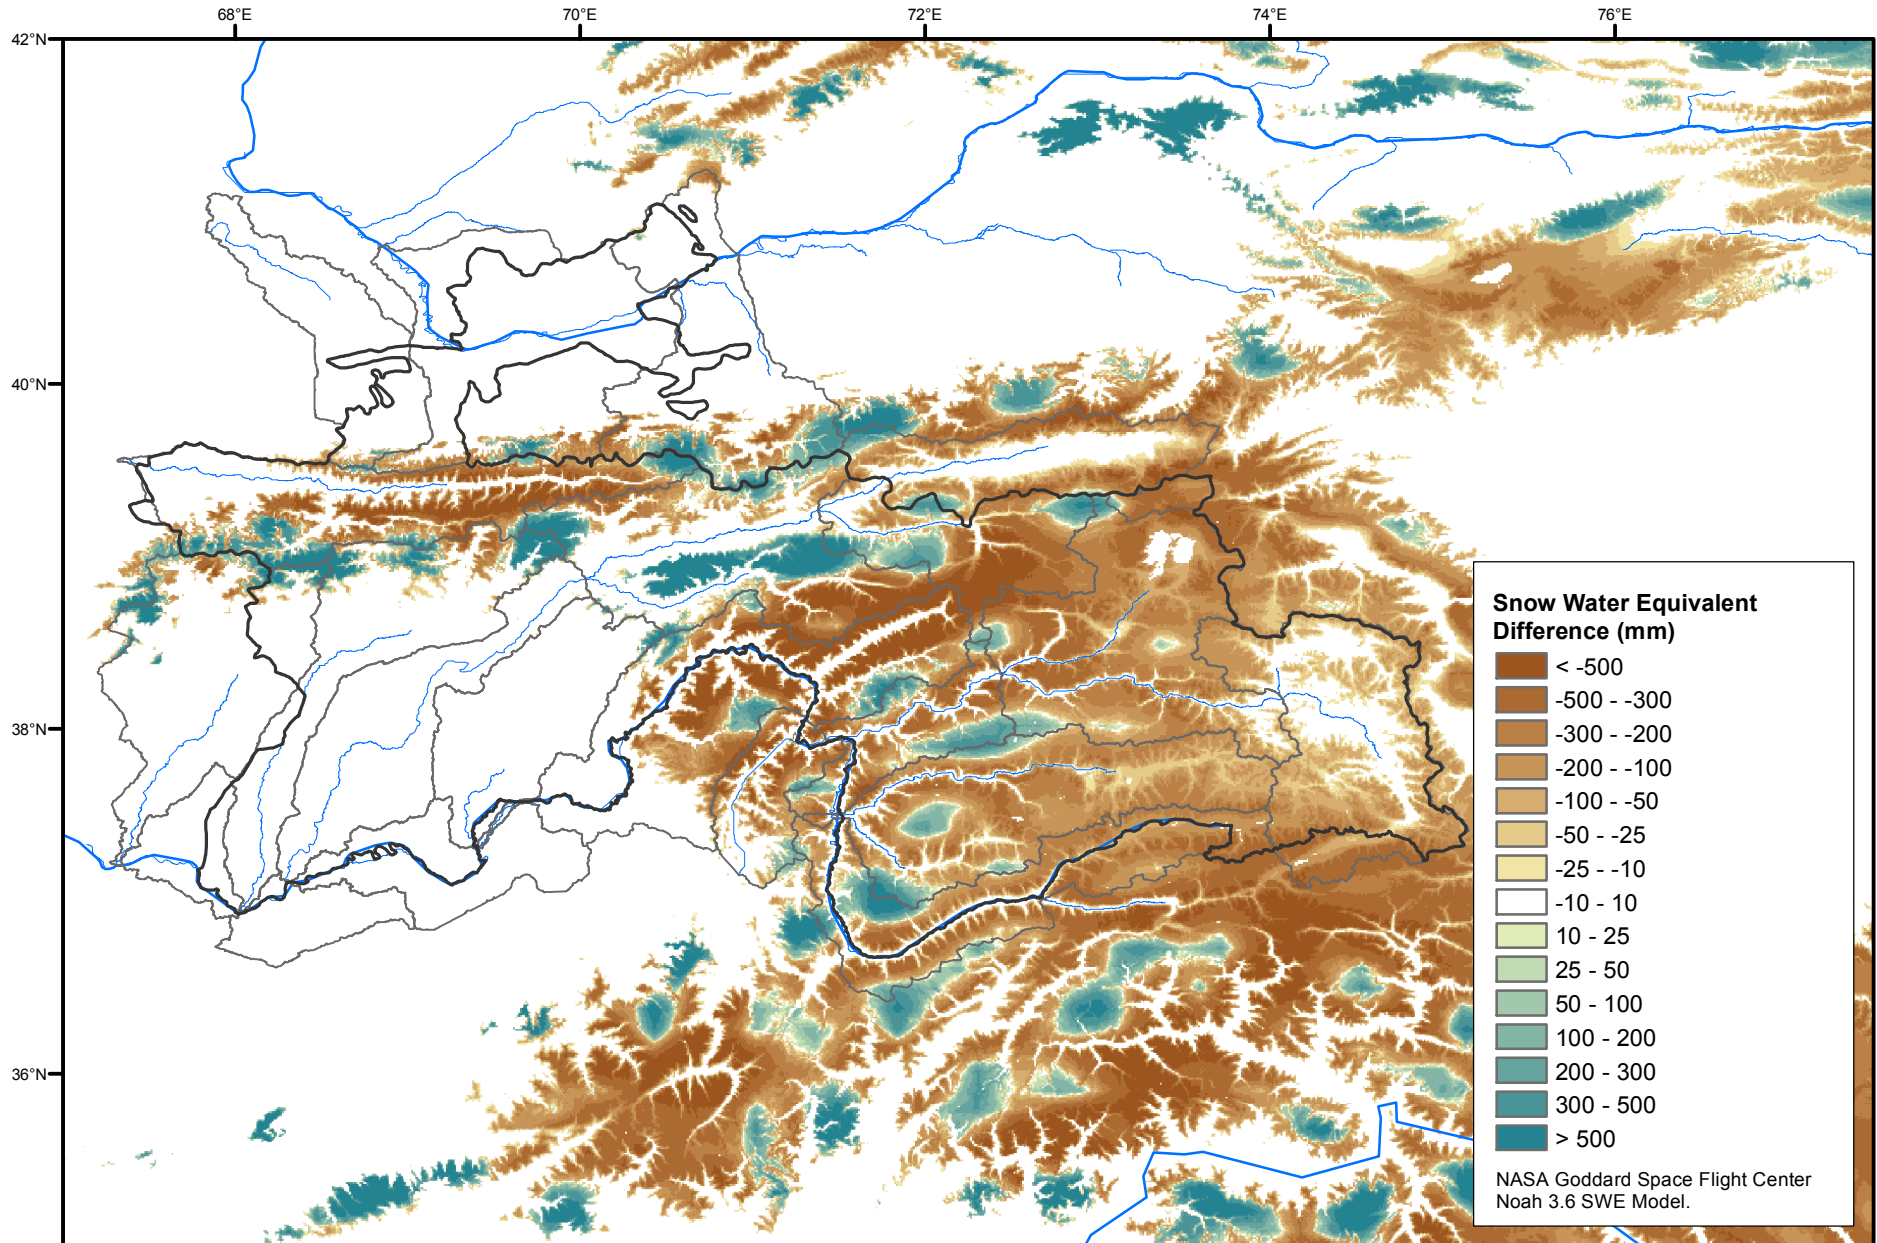 68°E 70°E 72°E 74°E 76°E
42°N
40°N
38°N
36°N
Snow Water Equivalent
Difference (mm)
< -500
-500 - -300
-300 - -200
-200 - -100
-100 - -50
-50 - -25
-25 - -10
-10 - 10
10 - 25
25 - 50
50 - 100
100 - 200
200 - 300
300 - 500
> 500
NASA Goddard Space Flight Center
Noah 3.6 SWE Model.